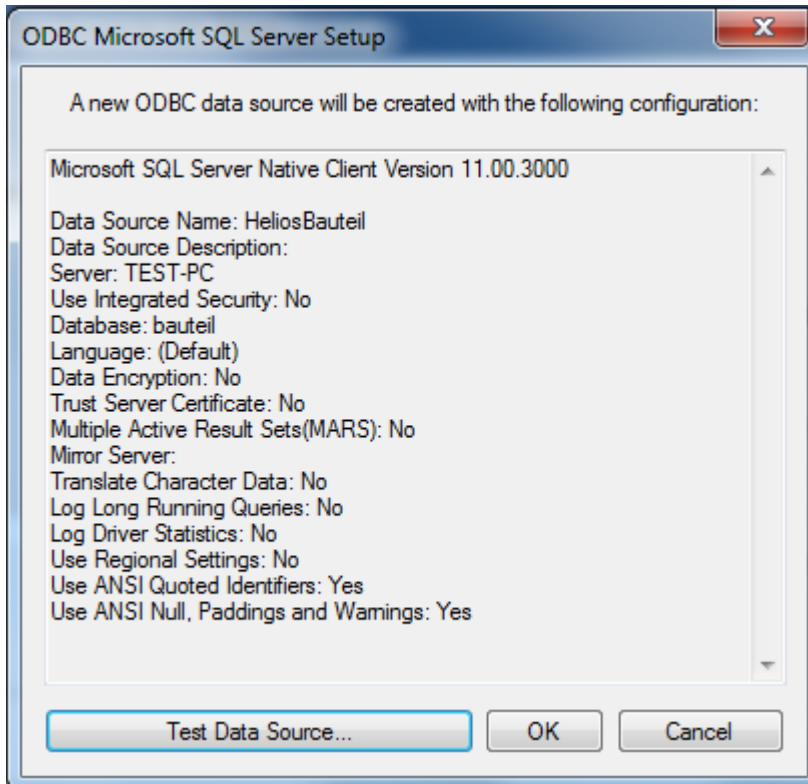 ODBC Microsoft SQL Server Setup
A new ODBC data source will be created with the following configuration:
Microsoft SQL Server Native Client Version 11.00.3000
Data Source Name: HeliosBauteil
Data Source Description:
Server: TEST-PC
Use Integrated Security: No
Database: bauteil
Language: (Default)
Data Encryption: No
Trust Server Certificate: No
Multiple Active Result Sets(MARS): No
Mirror Server:
Translate Character Data: No
Log Long Running Queries: No
Log Driver Statistics: No
Use Regional Settings: No
Use ANSI Quoted Identifiers: Yes
Use ANSI Null, Paddings and Warnings: Yes
Test Data Source... OK Cancel